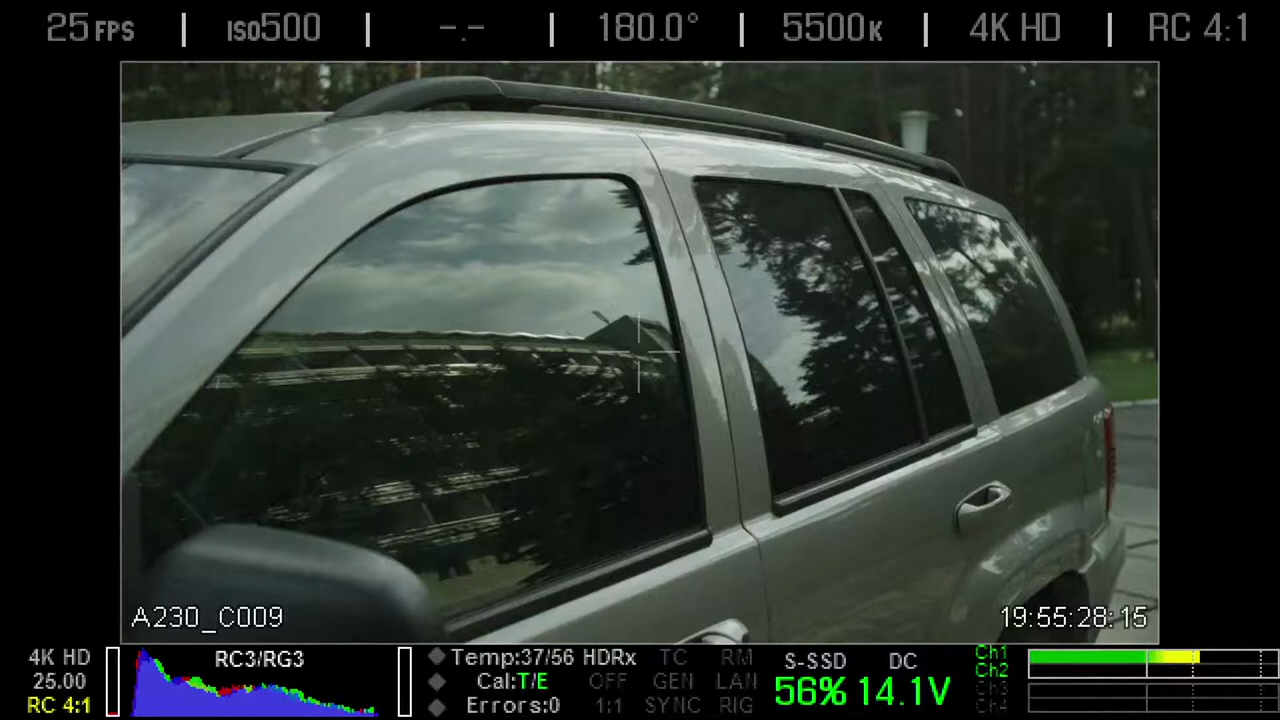 25 FPS | ISO500 | -.- | 180.0° | 5500K | 4K HD | RC 4:1
A230_C009
19:55:28:15
4K HD
25.00
RC 4:1
RC3/RG3
Temp:37/56 HDRx TC RM
Cal:T/E OFF GEN LAN
Errors:0 1:1 SYNC RIG
S-SSD DC
56% 14.1V
Ch1
Ch2
Ch3
Ch4